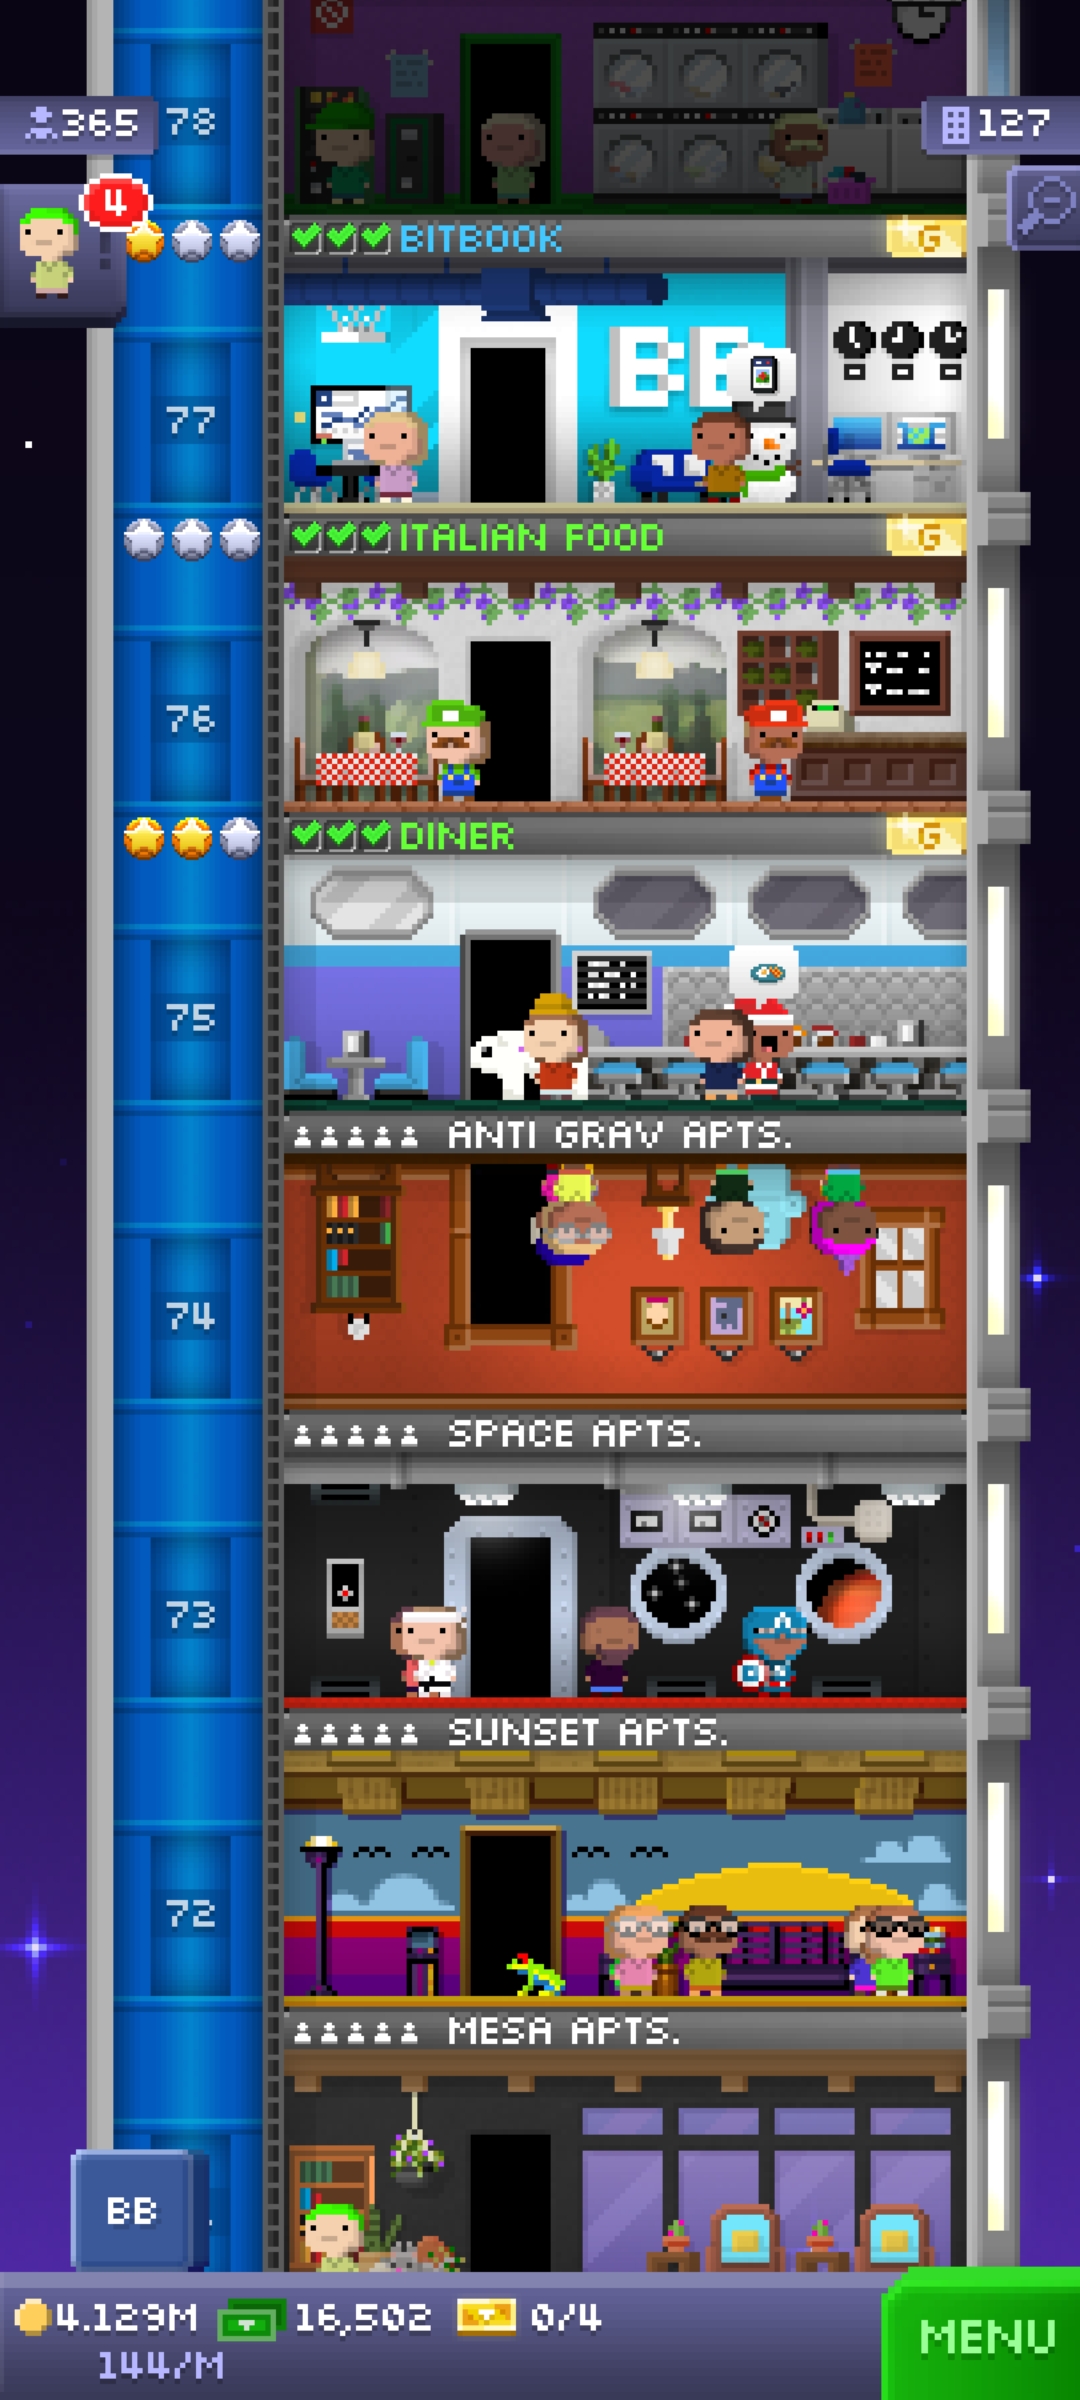 365
78
127
4
BITBOOK
G
BB
77
ITALIAN FOOD
G
76
DINER
G
75
ANTI GRAV APTS.
74
SPACE APTS.
73
SUNSET APTS.
72
MESA APTS.
BB
4.129M 16,502 0/4
144/M
MENU